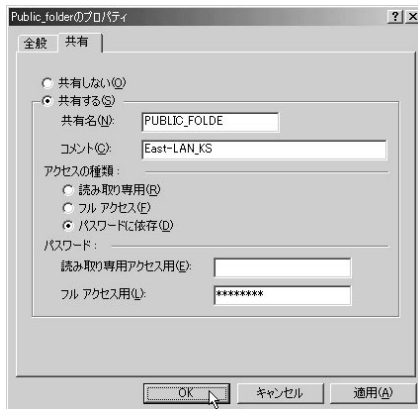 Public_folderのプロパティ
全般 共有
共有しない(O)
共有する(S)
共有名(N): PUBLIC_FOLDE
コメント(C): East-LAN_KS
アクセスの種類:
読み取り専用(R)
フル アクセス(F)
パスワードに依存(D)
パスワード:
読み取り専用アクセス用(E):
フル アクセス用(L): ********
OK キャンセル 適用(A)